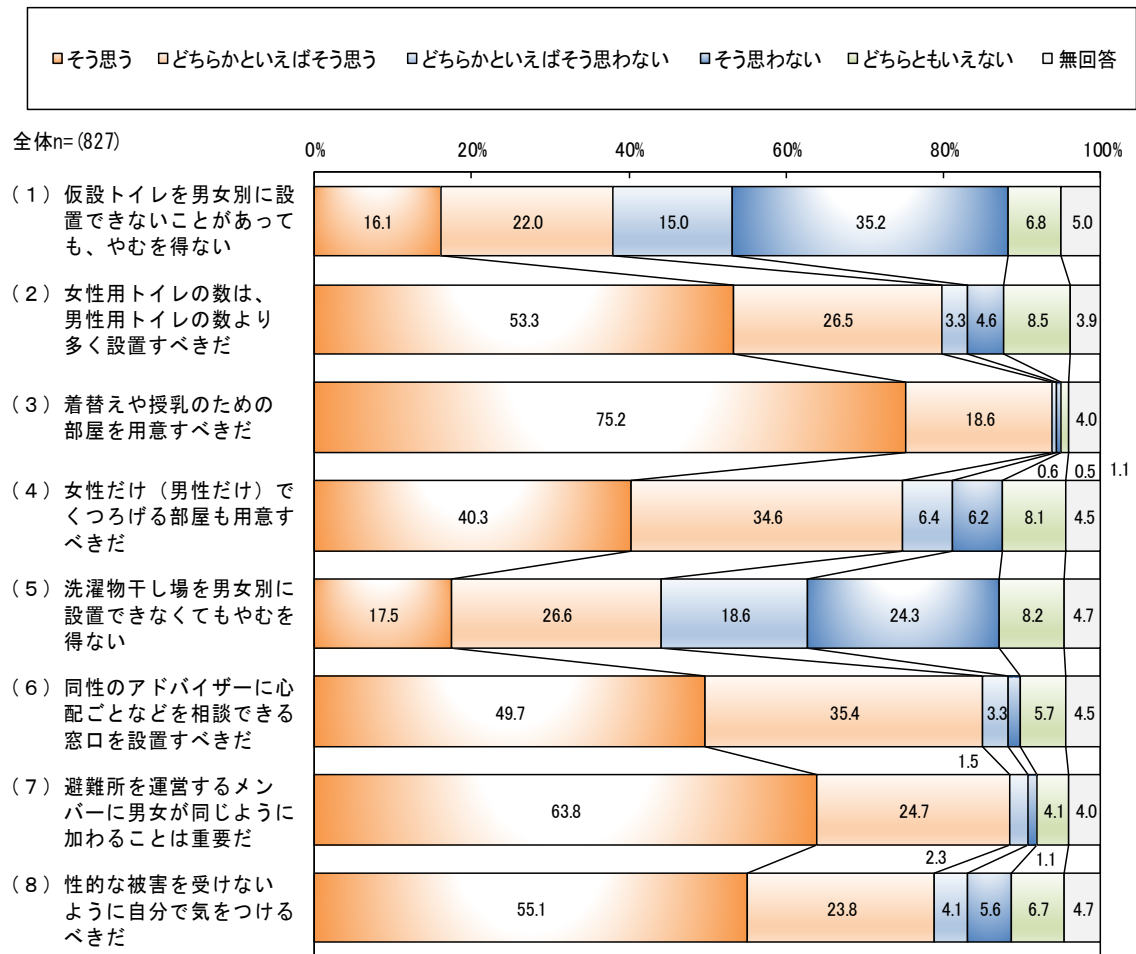 ■そう思う □どちらかといえばそう思う □どちらかといえばそう思わない ■そう思わない □どちらともいえない □無回答
全体n=(827)
0% 20% 40% 60% 80% 100%
(1) 仮設トイレを男女別に設
置できないことがあって
も、やむを得ない
16.1 22.0 15.0 35.2 6.8 5.0
(2) 女性用トイレの数は、
男性用トイレの数より
多く設置すべきだ
53.3 26.5 3.3 4.6 8.5 3.9
(3) 着替えや授乳のための
部屋を用意すべきだ
75.2 18.6 4.0
0.6 0.5 1.1
(4) 女性だけ(男性だけ)で
くつろげる部屋も用意す
べきだ
40.3 34.6 6.4 6.2 8.1 4.5
(5) 洗濯物干し場を男女別に
設置できなくてもやむを
得ない
17.5 26.6 18.6 24.3 8.2 4.7
(6) 同性のアドバイザーに心
配ごとなどを相談できる
窓口を設置すべきだ
49.7 35.4 3.3 5.7 4.5
1.5
(7) 避難所を運営するメン
バーに男女が同じように
加わることは重要だ
63.8 24.7 4.1 4.0
2.3 1.1
(8) 性的な被害を受けない
ように自分で気をつける
べきだ
55.1 23.8 4.1 5.6 6.7 4.7